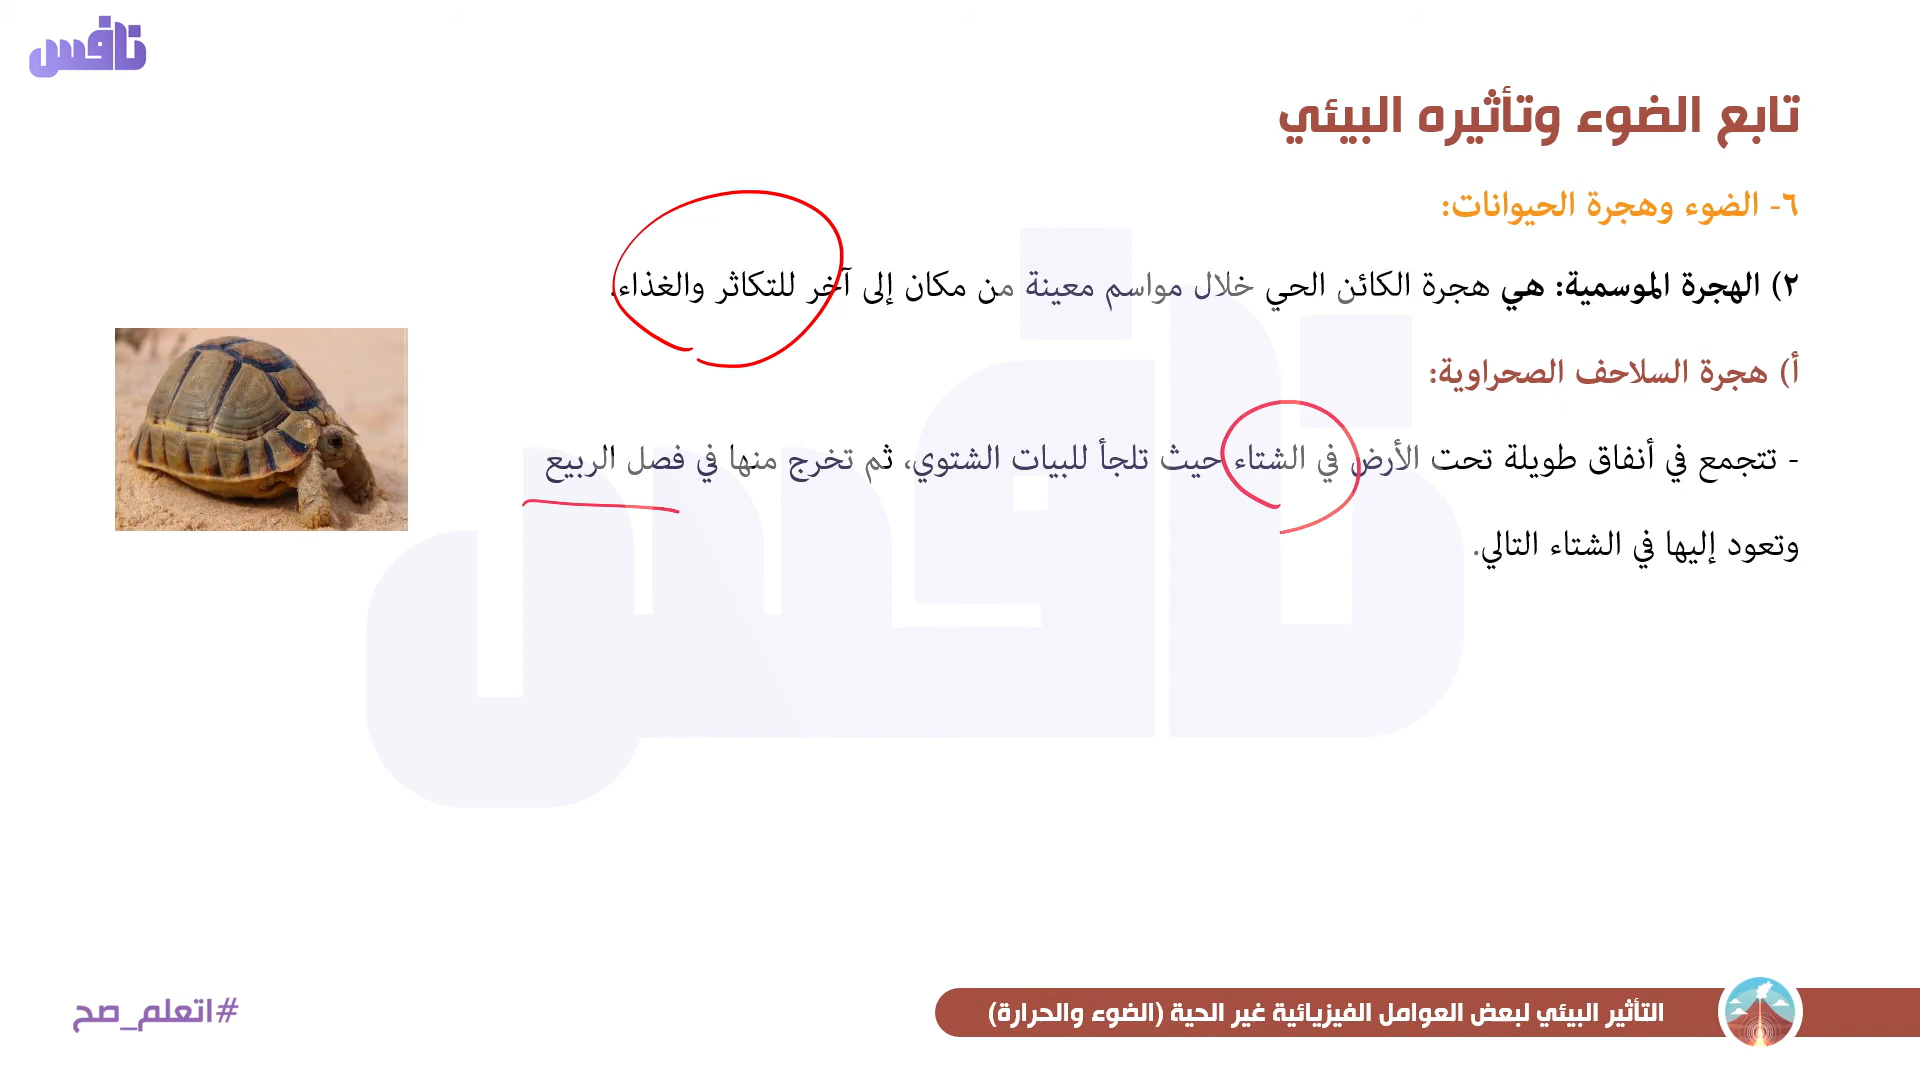 نافس
تابع الضوء وتأثيره البيئي
٦- الضوء وهجرة الحيوانات:
٢) الهجرة الموسمية: هي هجرة الكائن الحي خلال مواسم معينة من مكان إلى آخر للتكاثر والغذاء.
أ) هجرة السلاحف الصحراوية:
- تتجمع في أنفاق طويلة تحت الأرض في الشتاء حيث تلجأ للبيات الشتوي، ثم تخرج منها في فصل الربيع
وتعود إليها في الشتاء التالي.
التأثير البيئي لبعض العوامل الفيزيائية غير الحية (الضوء والحرارة)
#اتعلم_صح